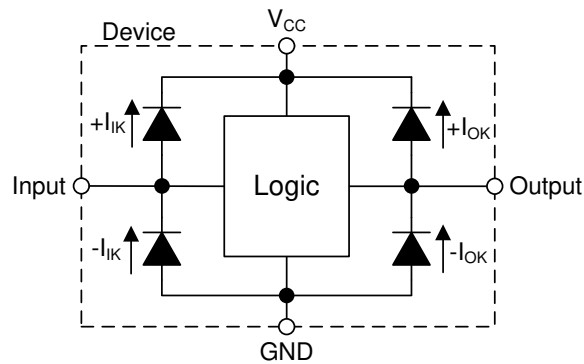 Device
V_CC
+I_IK
+I_OK
Input
Logic
Output
-I_IK
-I_OK
GND